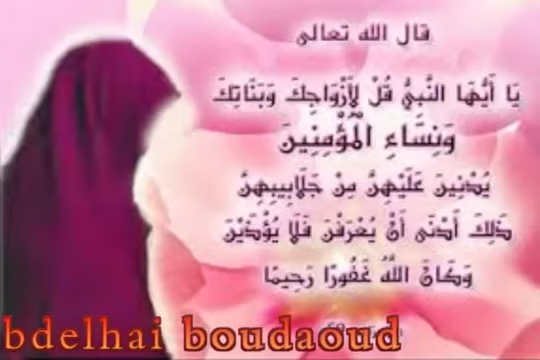 قال الله تعالى
يَا أَيُّهَا النَّبِيُّ قُلْ لِأَزْوَاجِكَ وَبَنَاتِكَ
وَنِسَاءِ الْمُؤْمِنِينَ
يُدْنِينَ عَلَيْهِنَّ مِنْ جَلَابِيبِهِنَّ
ذَلِكَ أَدْنَى أَنْ يُعْرَفْنَ فَلَا يُؤْذَيْنَ
وَكَانَ اللَّهُ غَفُورًا رَحِيمًا
bdelhai boudaoud